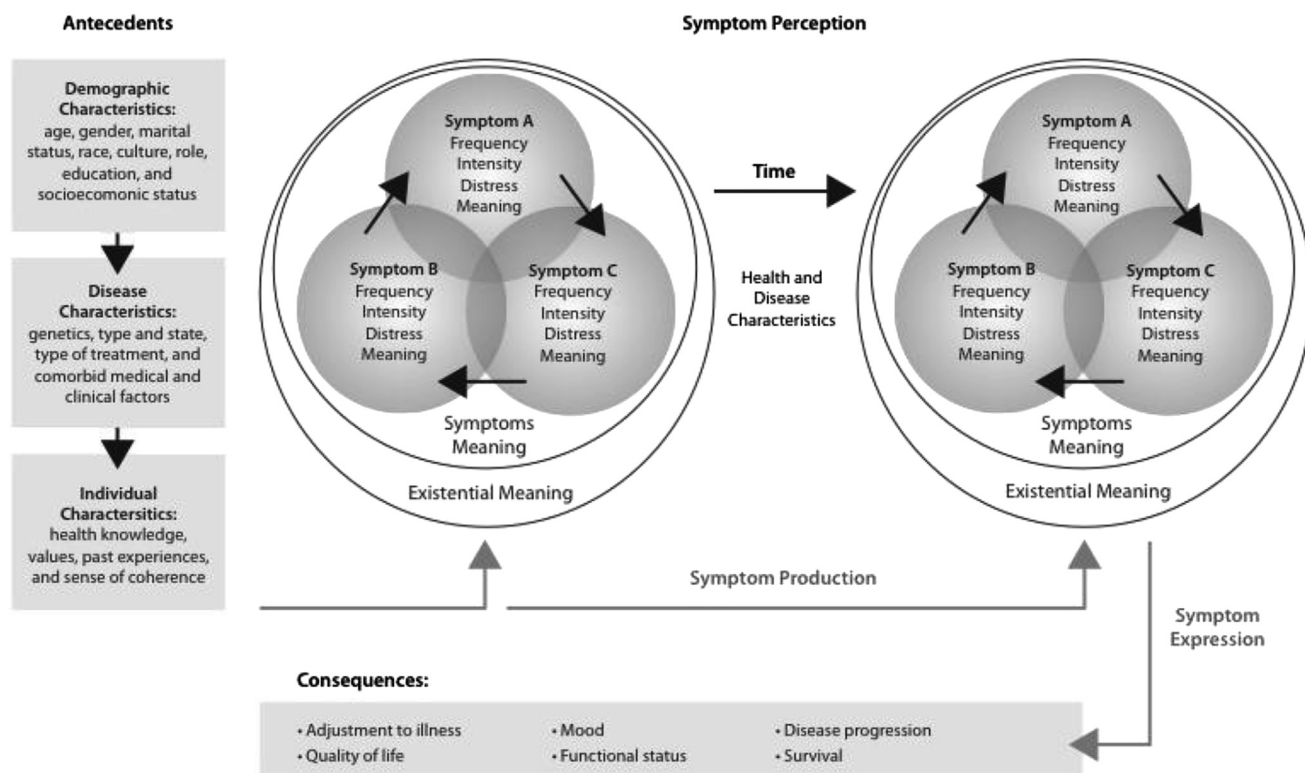 Antecedents
Symptom Perception
Demographic
Characteristics:
age, gender, marital
status, race, culture, role,
education, and
socioecomonic status
Disease
Characteristics:
genetics, type and state,
type of treatment, and
comorbid medical and
clinical factors
Individual
Charactersitics:
health knowledge,
values, past experiences,
and sense of coherence
Symptom A
Frequency
Intensity
Distress
Meaning
Symptom B
Frequency
Intensity
Distress
Meaning
Symptom C
Frequency
Intensity
Distress
Meaning
Symptoms
Meaning
Existential Meaning
Time
Health and
Disease
Characteristics
Symptom A
Frequency
Intensity
Distress
Meaning
Symptom B
Frequency
Intensity
Distress
Meaning
Symptom C
Frequency
Intensity
Distress
Meaning
Symptoms
Meaning
Existential Meaning
Symptom Production
Symptom
Expression
Consequences:
• Adjustment to illness
• Quality of life
• Mood
• Functional status
• Disease progression
• Survival